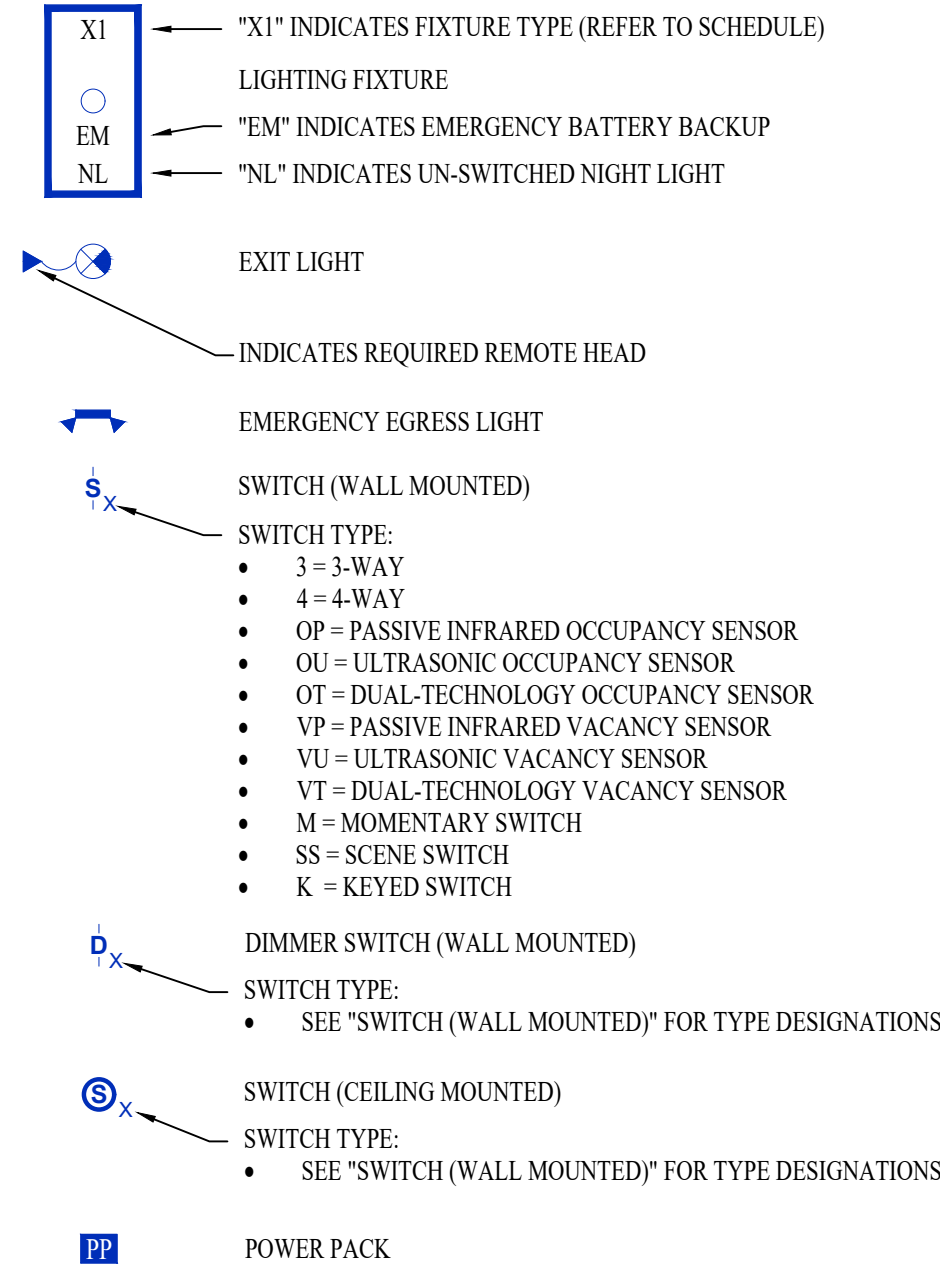 X1 "X1" INDICATES FIXTURE TYPE (REFER TO SCHEDULE)
LIGHTING FIXTURE
EM "EM" INDICATES EMERGENCY BATTERY BACKUP
NL "NL" INDICATES UN-SWITCHED NIGHT LIGHT
EXIT LIGHT
INDICATES REQUIRED REMOTE HEAD
EMERGENCY EGRESS LIGHT
S X SWITCH (WALL MOUNTED)
SWITCH TYPE:
• 3 = 3-WAY
• 4 = 4-WAY
• OP = PASSIVE INFRARED OCCUPANCY SENSOR
• OU = ULTRASONIC OCCUPANCY SENSOR
• OT = DUAL-TECHNOLOGY OCCUPANCY SENSOR
• VP = PASSIVE INFRARED VACANCY SENSOR
• VU = ULTRASONIC VACANCY SENSOR
• VT = DUAL-TECHNOLOGY VACANCY SENSOR
• M = MOMENTARY SWITCH
• SS = SCENE SWITCH
• K = KEYED SWITCH
D X DIMMER SWITCH (WALL MOUNTED)
SWITCH TYPE:
• SEE "SWITCH (WALL MOUNTED)" FOR TYPE DESIGNATIONS
S X SWITCH (CEILING MOUNTED)
SWITCH TYPE:
• SEE "SWITCH (WALL MOUNTED)" FOR TYPE DESIGNATIONS
PP POWER PACK